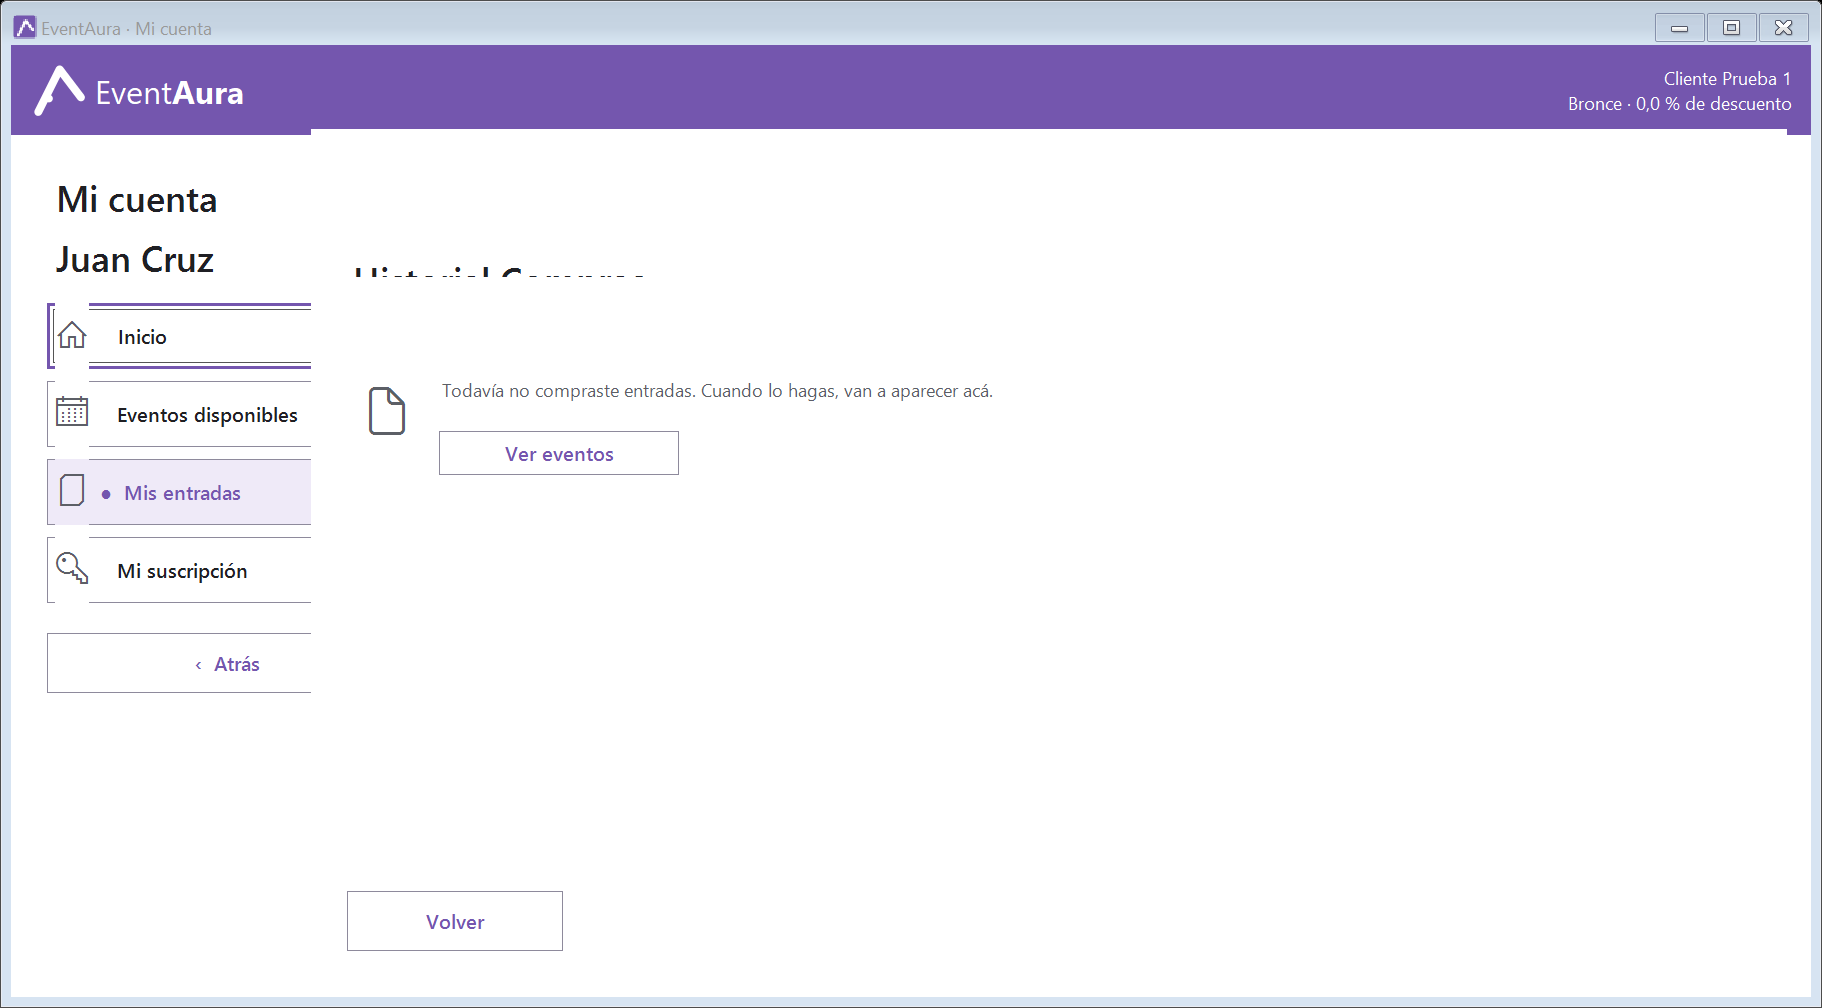 EventAura · Mi cuenta
EventAura
Cliente Prueba 1
Bronce · 0,0 % de descuento
Mi cuenta
Juan Cruz
Inicio
Eventos disponibles
• Mis entradas
Mi suscripción
‹ Atrás
Todavía no compraste entradas. Cuando lo hagas, van a aparecer acá.
Ver eventos
Volver